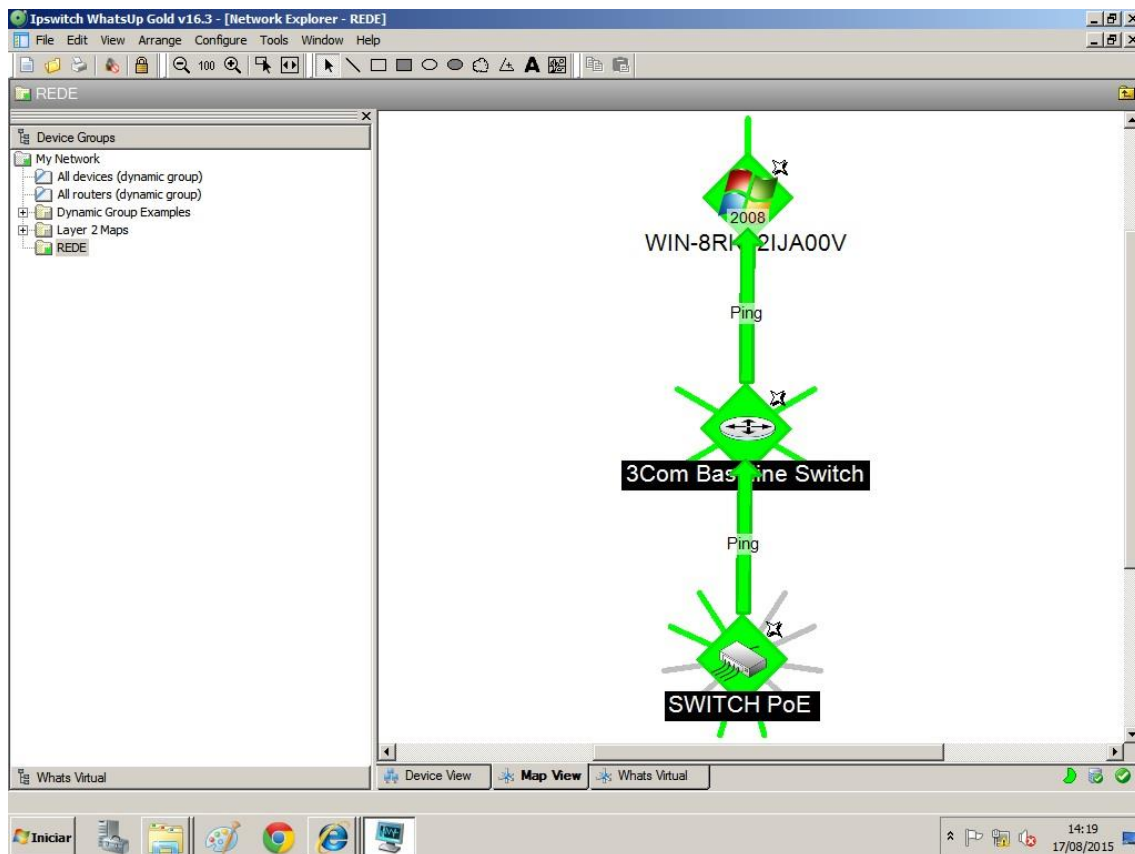 Ipswitch WhatsUp Gold v16.3 - [Network Explorer - REDE]
File Edit View Arrange Configure Tools Window Help
100
A
REDE
Device Groups
My Network
All devices (dynamic group)
All routers (dynamic group)
Dynamic Group Examples
Layer 2 Maps
REDE
2008
Ping
3Com Baseline Switch
Ping
SWITCH PoE
Whats Virtual
Device View Map View Whats Virtual
Iniciar
14:19
17/08/2015